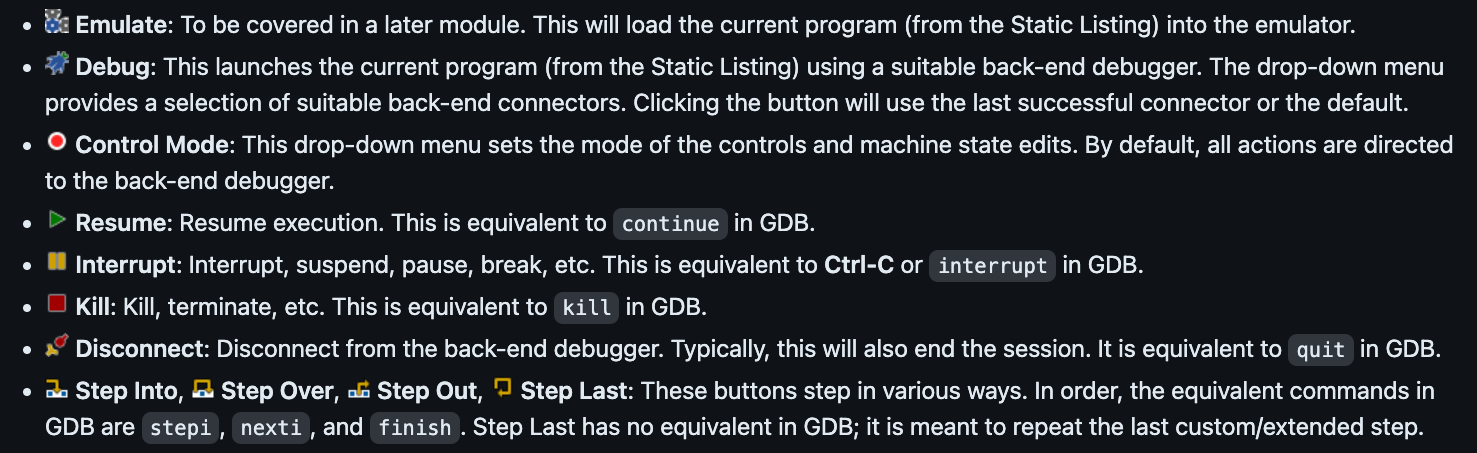 • Emulate: To be covered in a later module. This will load the current program (from the Static Listing) into the emulator.
• Debug: This launches the current program (from the Static Listing) using a suitable back-end debugger. The drop-down menu
provides a selection of suitable back-end connectors. Clicking the button will use the last successful connector or the default.
• Control Mode: This drop-down menu sets the mode of the controls and machine state edits. By default, all actions are directed
to the back-end debugger.
• Resume: Resume execution. This is equivalent to continue in GDB.
• Interrupt: Interrupt, suspend, pause, break, etc. This is equivalent to Ctrl-C or interrupt in GDB.
• Kill: Kill, terminate, etc. This is equivalent to kill in GDB.
• Disconnect: Disconnect from the back-end debugger. Typically, this will also end the session. It is equivalent to quit in GDB.
• Step Into, Step Over, Step Out, Step Last: These buttons step in various ways. In order, the equivalent commands in
GDB are stepi, nexti, and finish. Step Last has no equivalent in GDB; it is meant to repeat the last custom/extended step.